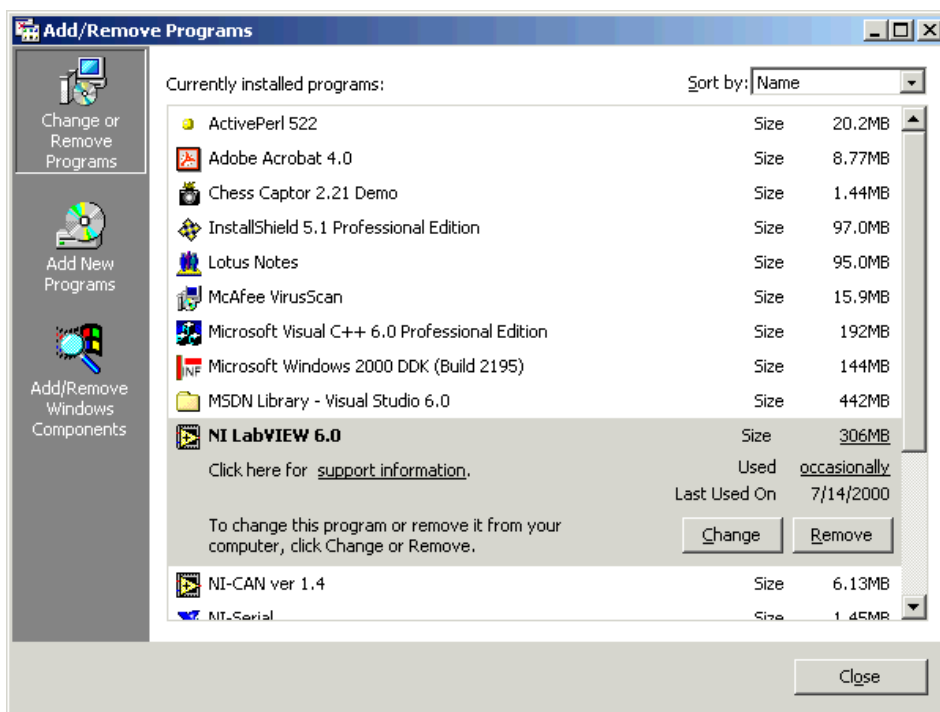 Add/Remove Programs
Change or
Remove
Programs
Add New
Programs
Add/Remove
Windows
Components
Currently installed programs:
Sort by: Name
ActivePerl 522 Size 20.2MB
Adobe Acrobat 4.0 Size 8.77MB
Chess Captor 2.21 Demo Size 1.44MB
InstallShield 5.1 Professional Edition Size 97.0MB
Lotus Notes Size 95.0MB
McAfee VirusScan Size 15.9MB
Microsoft Visual C++ 6.0 Professional Edition Size 192MB
INF Microsoft Windows 2000 DDK (Build 2195) Size 144MB
MSDN Library - Visual Studio 6.0 Size 442MB
NI LabVIEW 6.0 Size 306MB
Click here for support information. Used occasionally
Last Used On 7/14/2000
To change this program or remove it from your
computer, click Change or Remove.
Change Remove
NI-CAN ver 1.4 Size 6.13MB
NI-Serial Size 1.45MB
Close